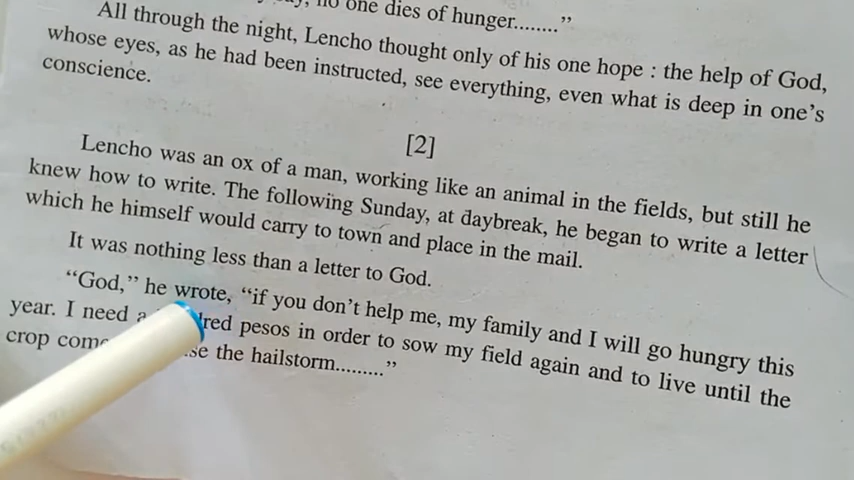 no one dies of hunger........”
All through the night, Lencho thought only of his one hope : the help of God,
whose eyes, as he had been instructed, see everything, even what is deep in one’s
conscience.
[2]
Lencho was an ox of a man, working like an animal in the fields, but still he
knew how to write. The following Sunday, at daybreak, he began to write a letter
which he himself would carry to town and place in the mail.
It was nothing less than a letter to God.
“God,” he wrote, “if you don’t help me, my family and I will go hungry this
year. I need a pesos in order to sow my field again and to live until the
crop the hailstorm.........”